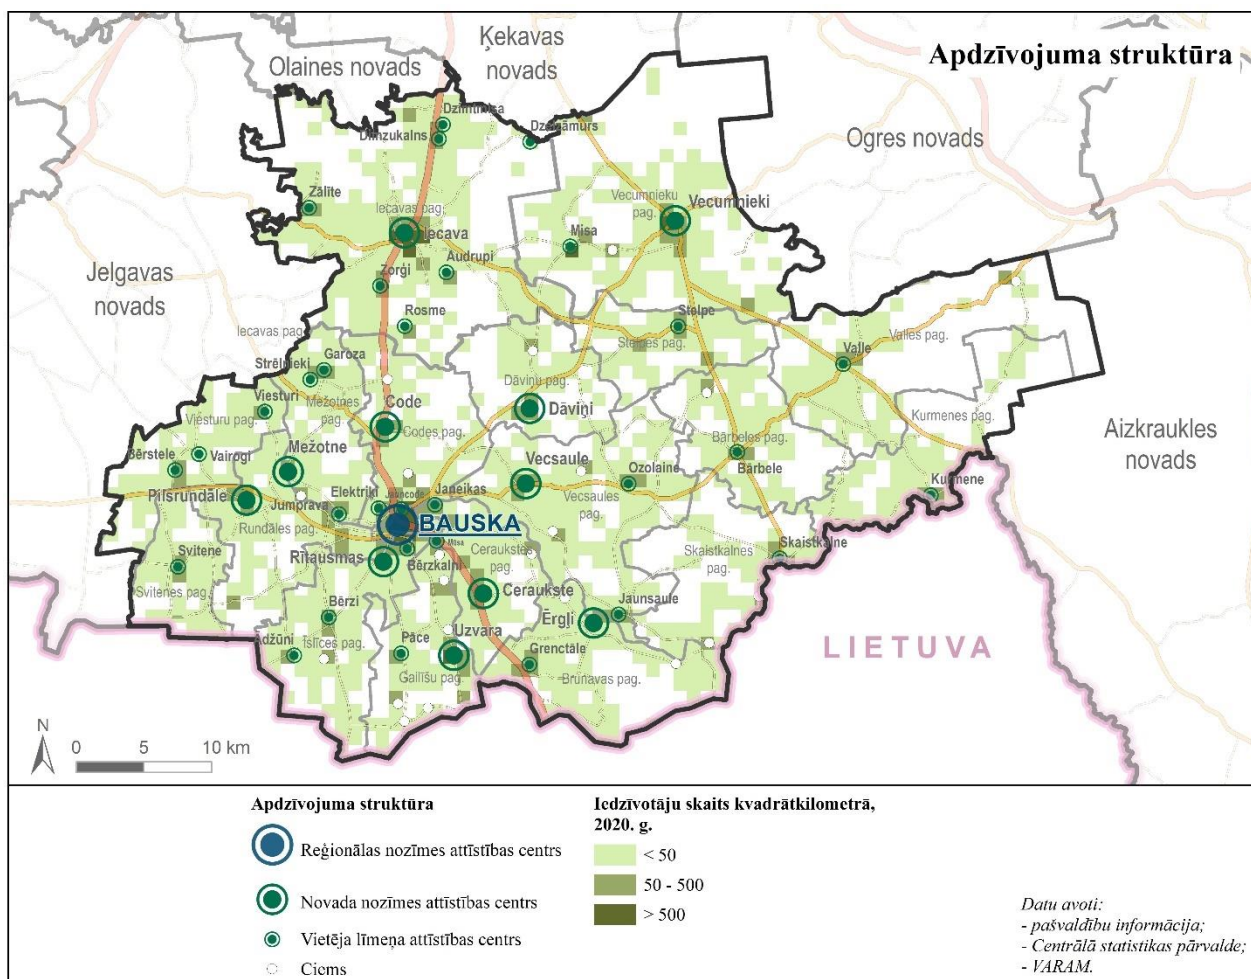 Apdzīvojuma struktūra
Ķekavas
novads
Olaines novads
Ogres novads
Jelgavas
novads
Aizkraukles
novads
LIETUVA
Dzimtmisa
Dimzukalns
Dzelzāmurs
Zālīte
Iecavas pag.
Iecava
Vecumnieku
pag.
Vecumnieki
Misa
Zorģi
Audrupi
Rosme
Iecavas pag.
Stelpe
Stelpes pag.
Valle
Valles pag.
Strēlnieki
Garoza
Mežotnes
pag.
Viesturi
Viesturu pag.
Code
Codes pag.
Dāviņu pag.
Dāviņi
Kurmenes pag.
Bārbeles pag.
Bārbele
Kurmene
Bērstele
Vairogi
Mežotne
Pilsrundāle
Jumprava
Rundāles pag.
Elektriķi
Jauncode
Janeikas
Vecsaule
Ozolaine
Vecsaules
pag.
BAUSKA
Misa
Ceraukstes
pag.
Skaistkalnes
pag.
Skaistkalne
Rītausmas
Bērzkalni
Svitene
Svitenes pag.
Ceraukste
Bērzi
Ērgļi
Jaunsaule
Adžūni
Īslīces pag.
Pāce
Uzvara
Gailīšu pag.
Grenctāle
Brunavas pag.
N
0 5 10 km
Apdzīvojuma struktūra
Reģionālas nozīmes attīstības centrs
Novada nozīmes attīstības centrs
Vietēja līmeņa attīstības centrs
Ciems
Iedzīvotāju skaits kvadrātkilometrā,
2020. g.
< 50
50 - 500
> 500
Datu avoti:
- pašvaldību informācija;
- Centrālā statistikas pārvalde;
- VARAM.